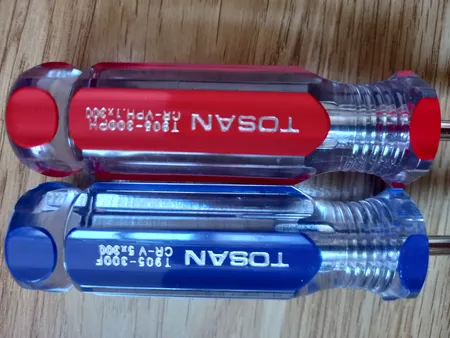 TOSAN
T905-300PH
CR-VPH.1x300
TOSAN
T905-300F
CR-V 5x300